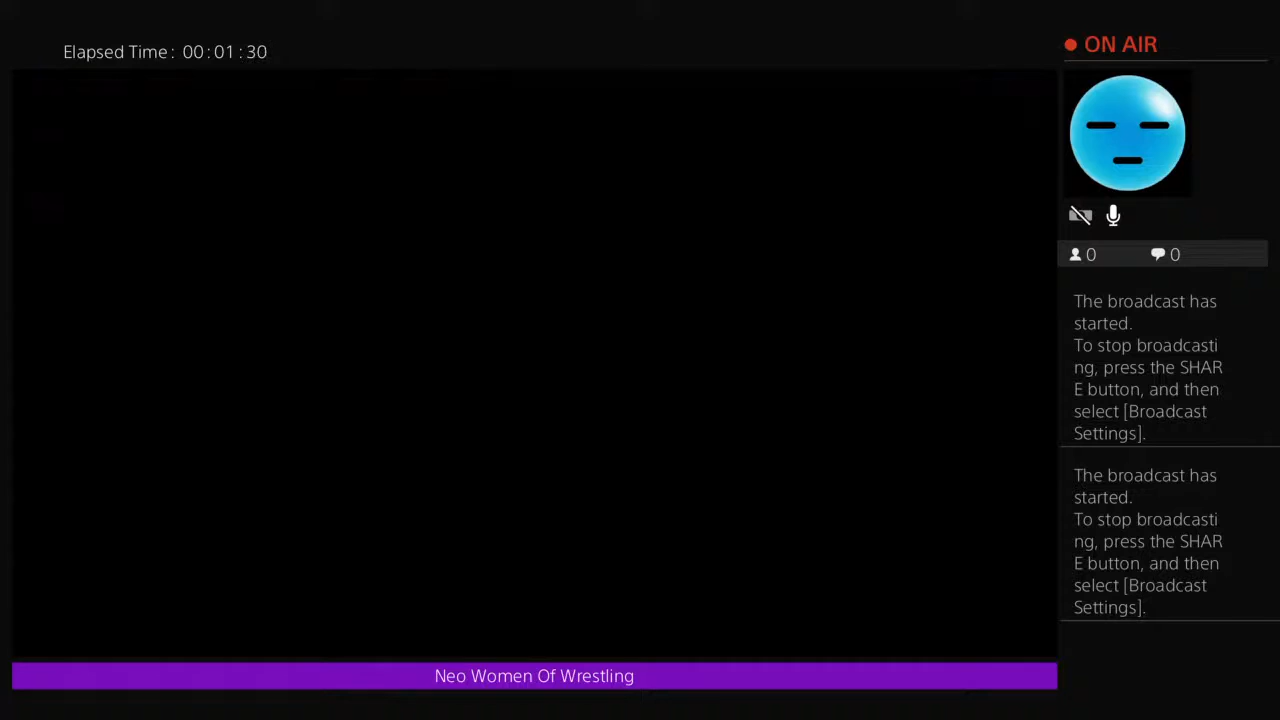 Elapsed Time: 00:01:30
ON AIR
0 0
The broadcast has
started.
To stop broadcasti
ng, press the SHAR
E button, and then
select [Broadcast
Settings].
The broadcast has
started.
To stop broadcasti
ng, press the SHAR
E button, and then
select [Broadcast
Settings].
Neo Women Of Wrestling